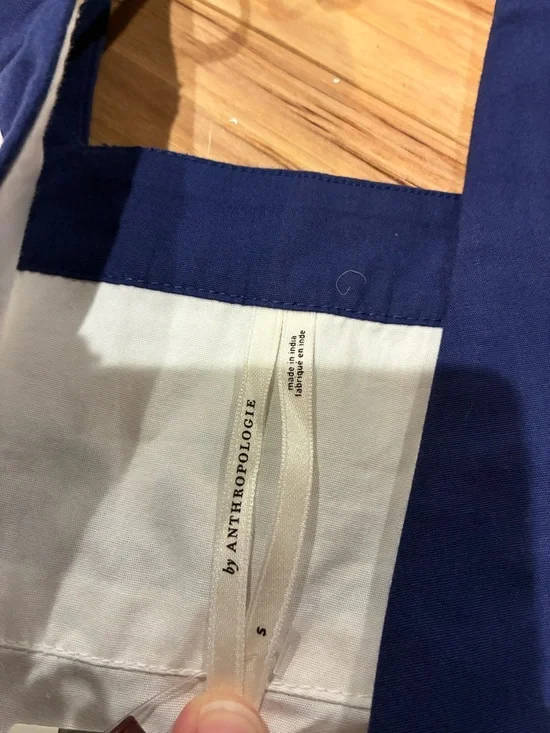 by ANTHROPOLOGIE
made in india
fabriqué en inde
S